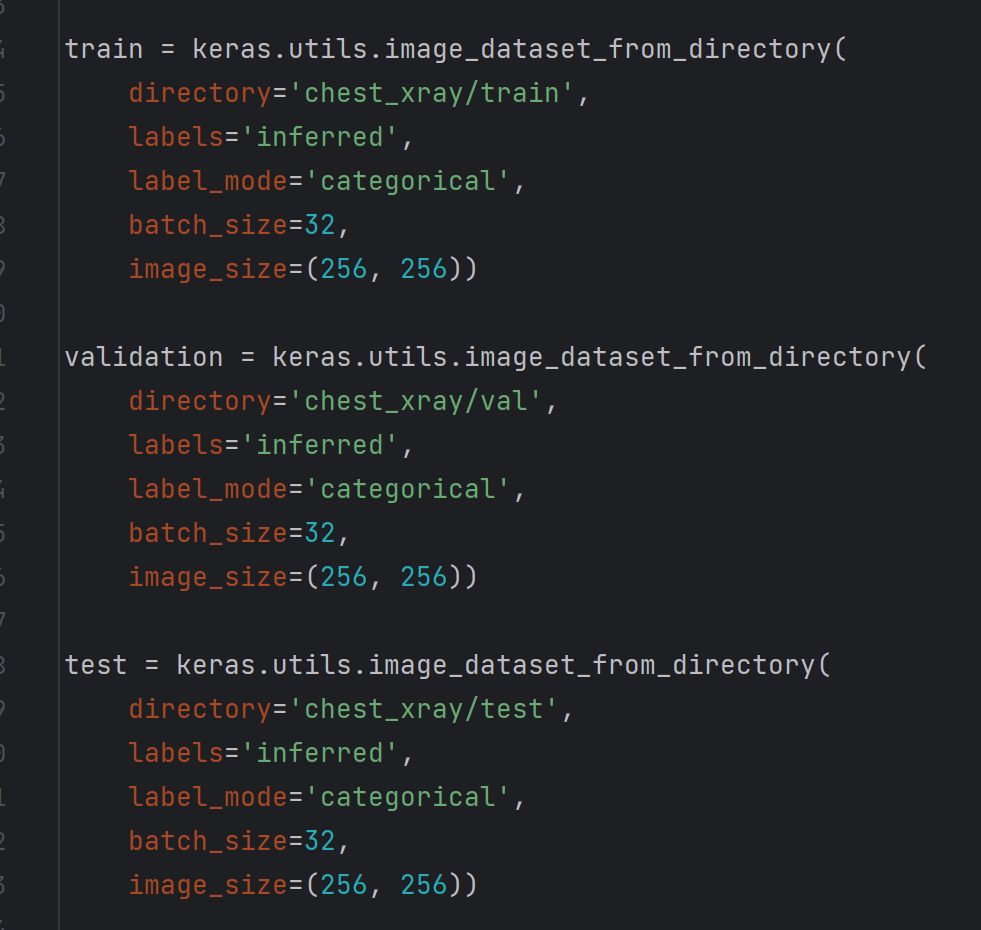 train = keras.utils.image_dataset_from_directory(
    directory='chest_xray/train',
    labels='inferred',
    label_mode='categorical',
    batch_size=32,
    image_size=(256, 256))

validation = keras.utils.image_dataset_from_directory(
    directory='chest_xray/val',
    labels='inferred',
    label_mode='categorical',
    batch_size=32,
    image_size=(256, 256))

test = keras.utils.image_dataset_from_directory(
    directory='chest_xray/test',
    labels='inferred',
    label_mode='categorical',
    batch_size=32,
    image_size=(256, 256))